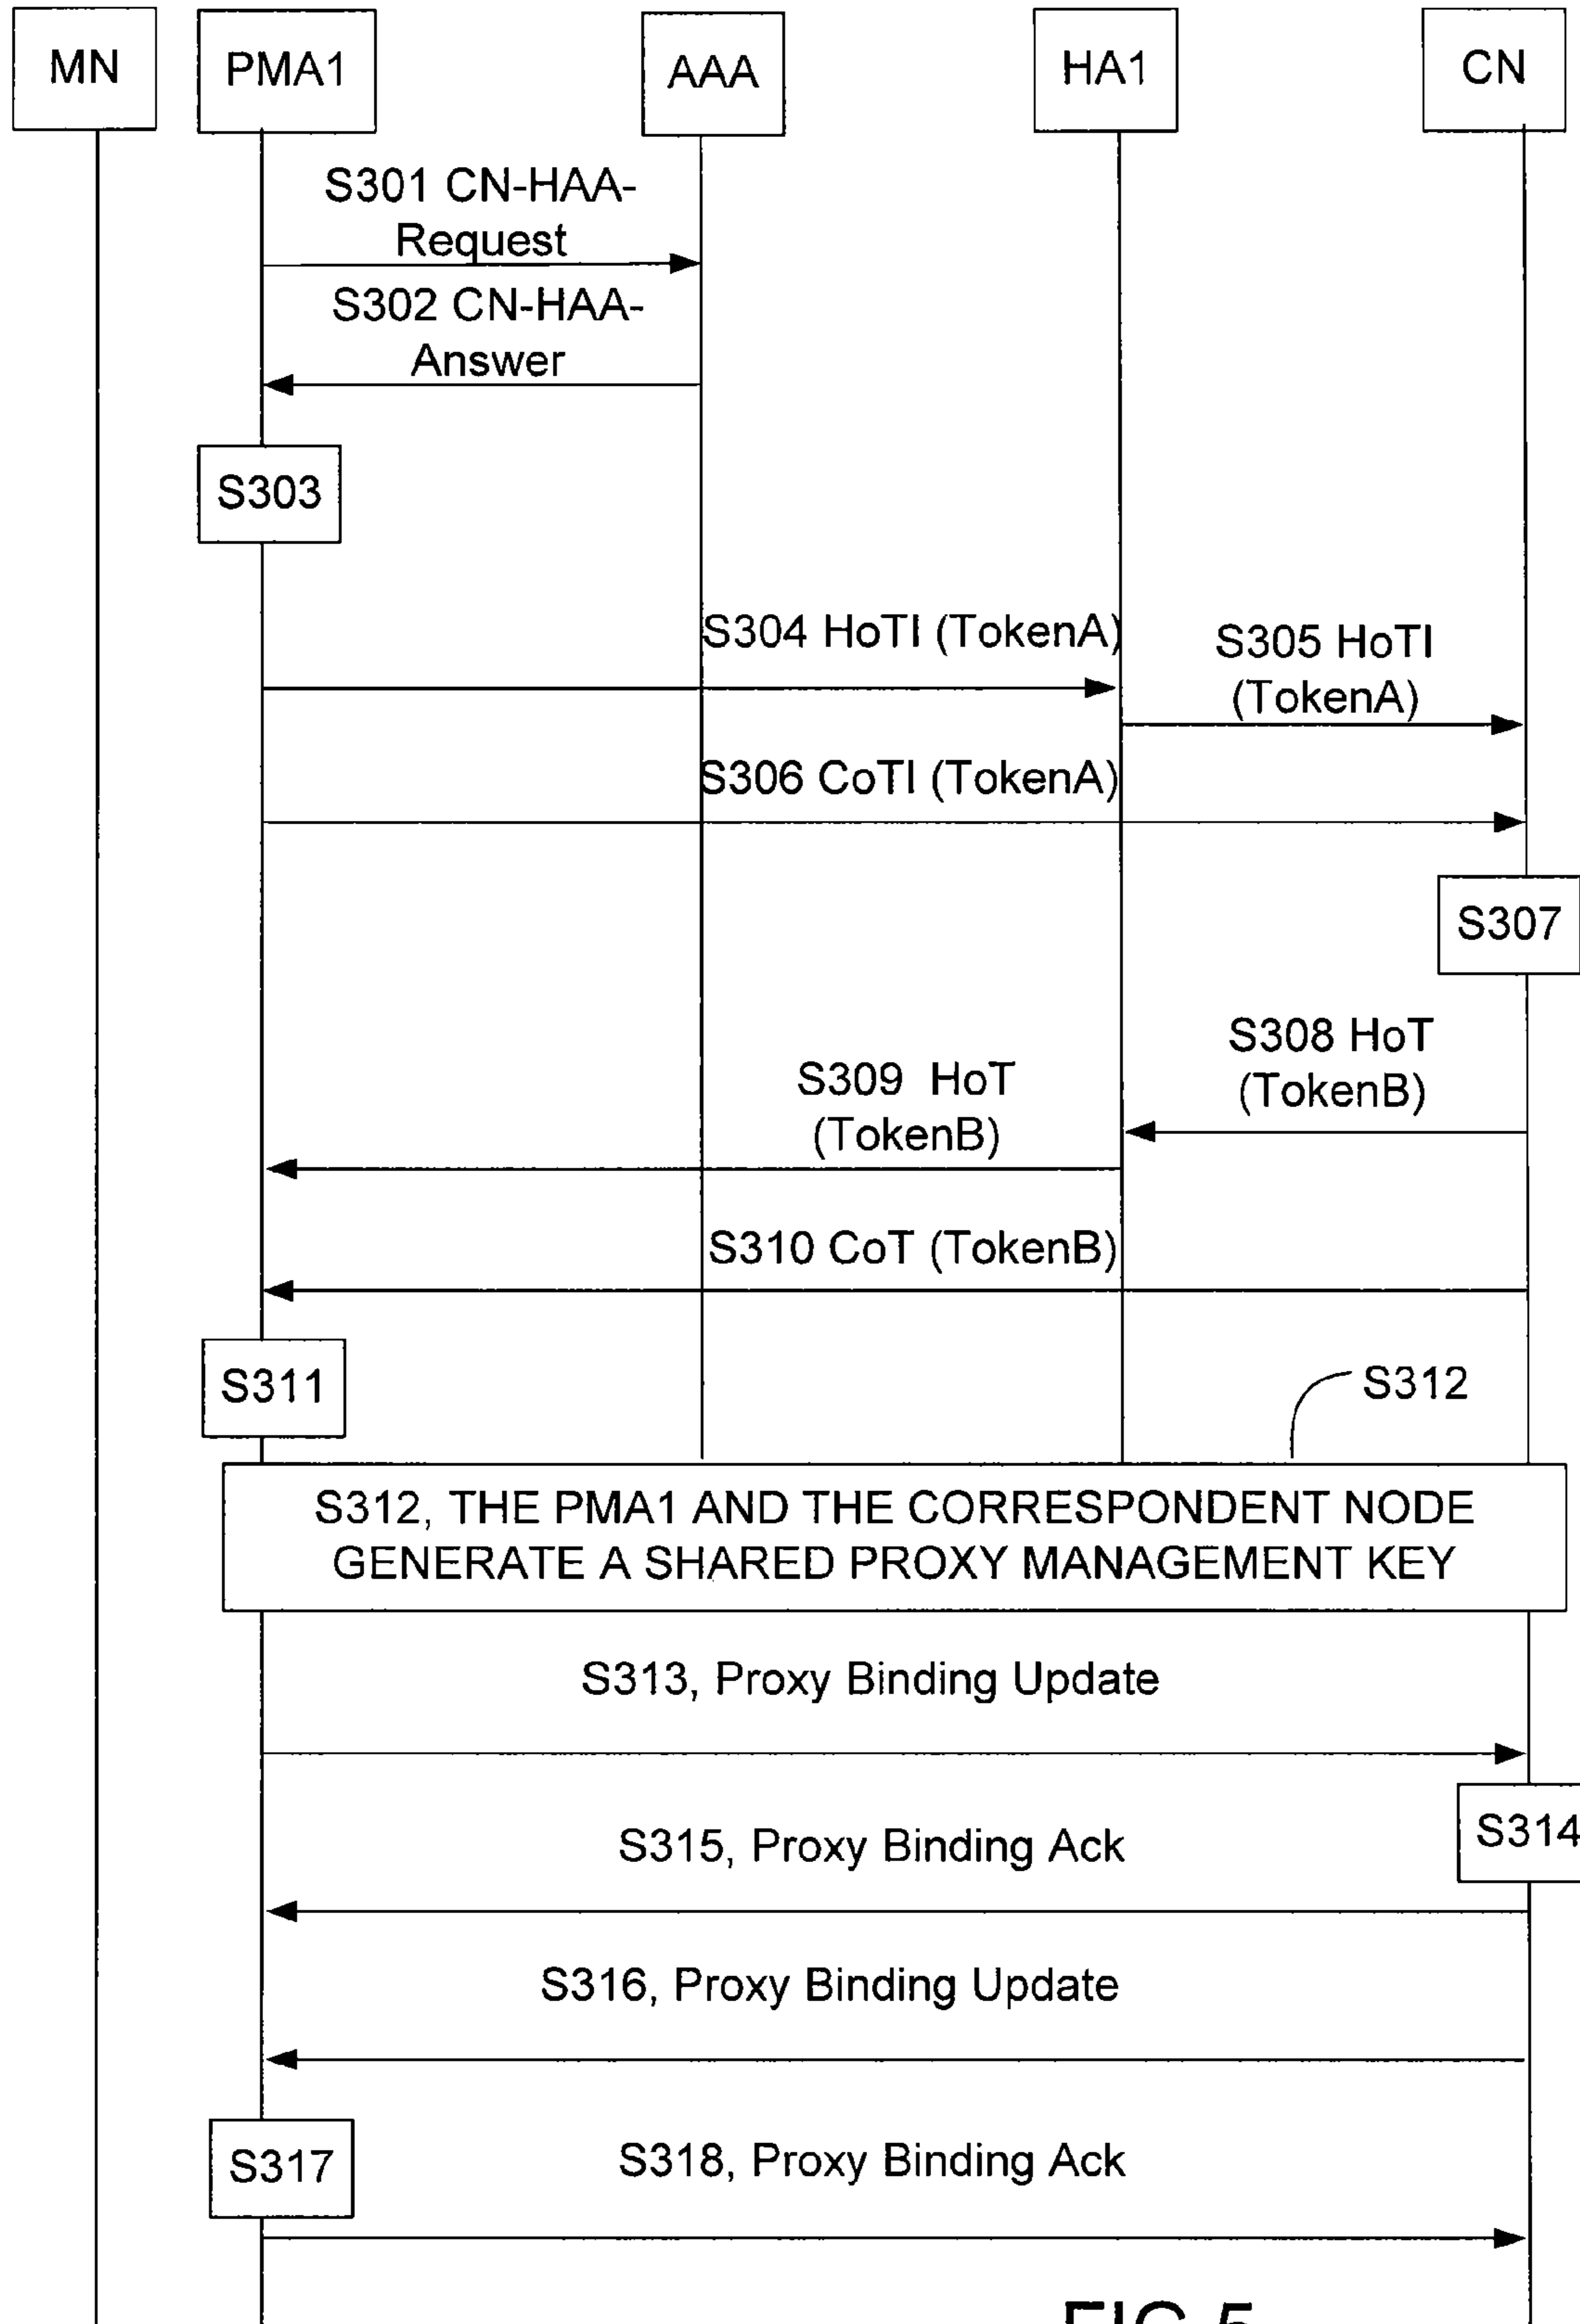 MN
PMA1
AAA
HA1
CN
S301 CN-HAA-
Request
S302 CN-HAA-
Answer
S303
S304 HoTI (TokenA)
S305 HoTI
(TokenA)
S306 CoTI (TokenA)
S307
S308 HoT
(TokenB)
S309 HoT
(TokenB)
S310 CoT (TokenB)
S311
S312
S312, THE PMA1 AND THE CORRESPONDENT NODE
GENERATE A SHARED PROXY MANAGEMENT KEY
S313, Proxy Binding Update
S314
S315, Proxy Binding Ack
S316, Proxy Binding Update
S317
S318, Proxy Binding Ack
FIG.5